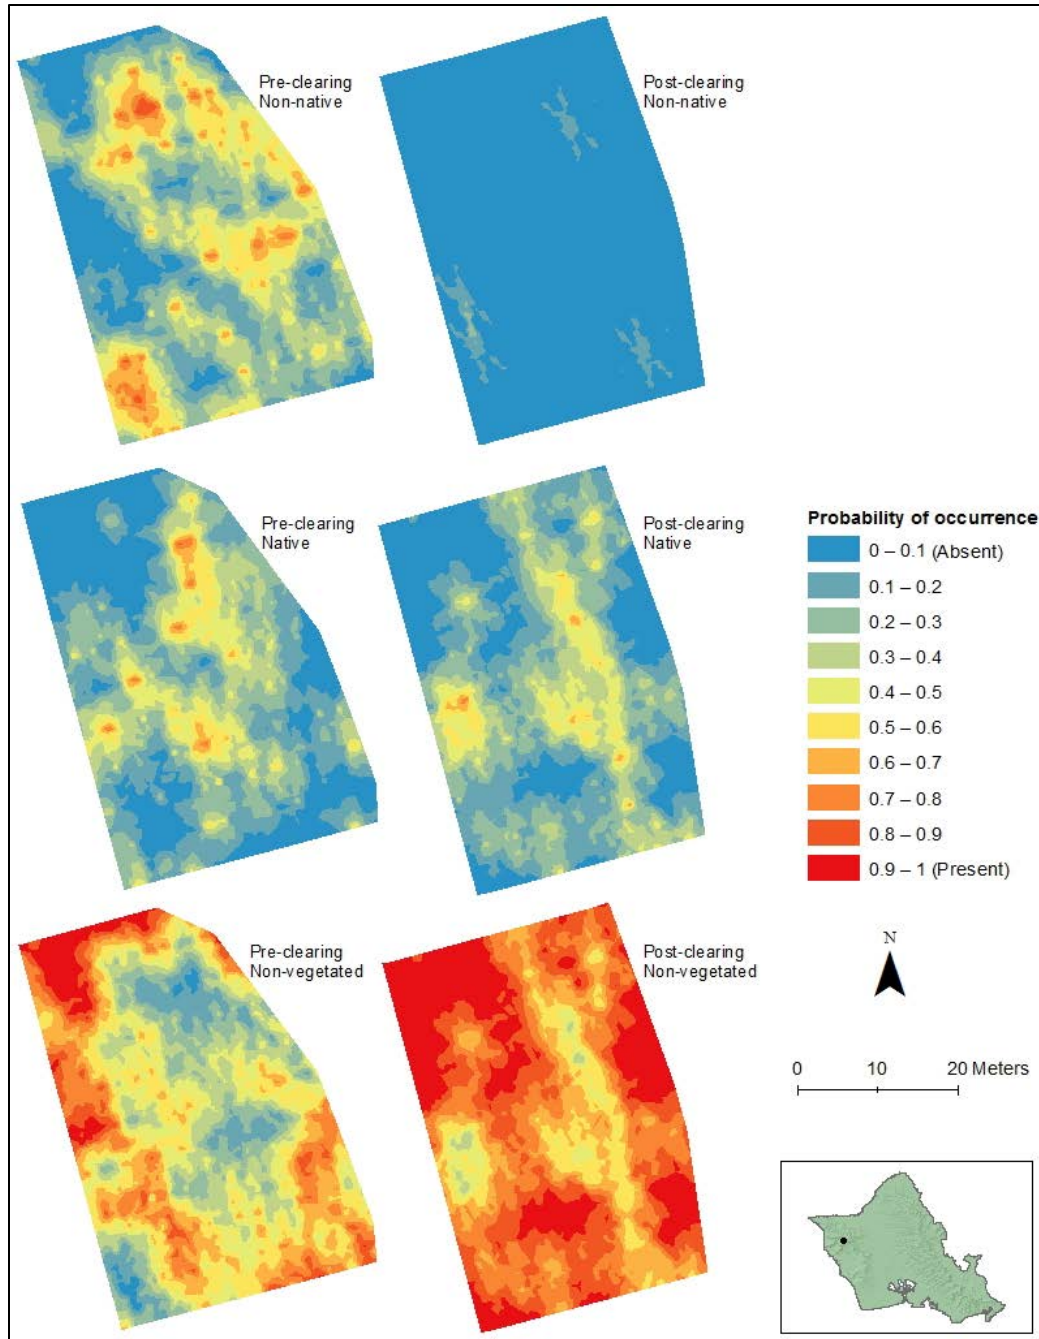 Pre-clearing
Non-native
Post-clearing
Non-native
Pre-clearing
Native
Post-clearing
Native
Probability of occurrence
0 – 0.1 (Absent)
0.1 – 0.2
0.2 – 0.3
0.3 – 0.4
0.4 – 0.5
0.5 – 0.6
0.6 – 0.7
0.7 – 0.8
0.8 – 0.9
0.9 – 1 (Present)
Pre-clearing
Non-vegetated
Post-clearing
Non-vegetated
N
0 10 20 Meters